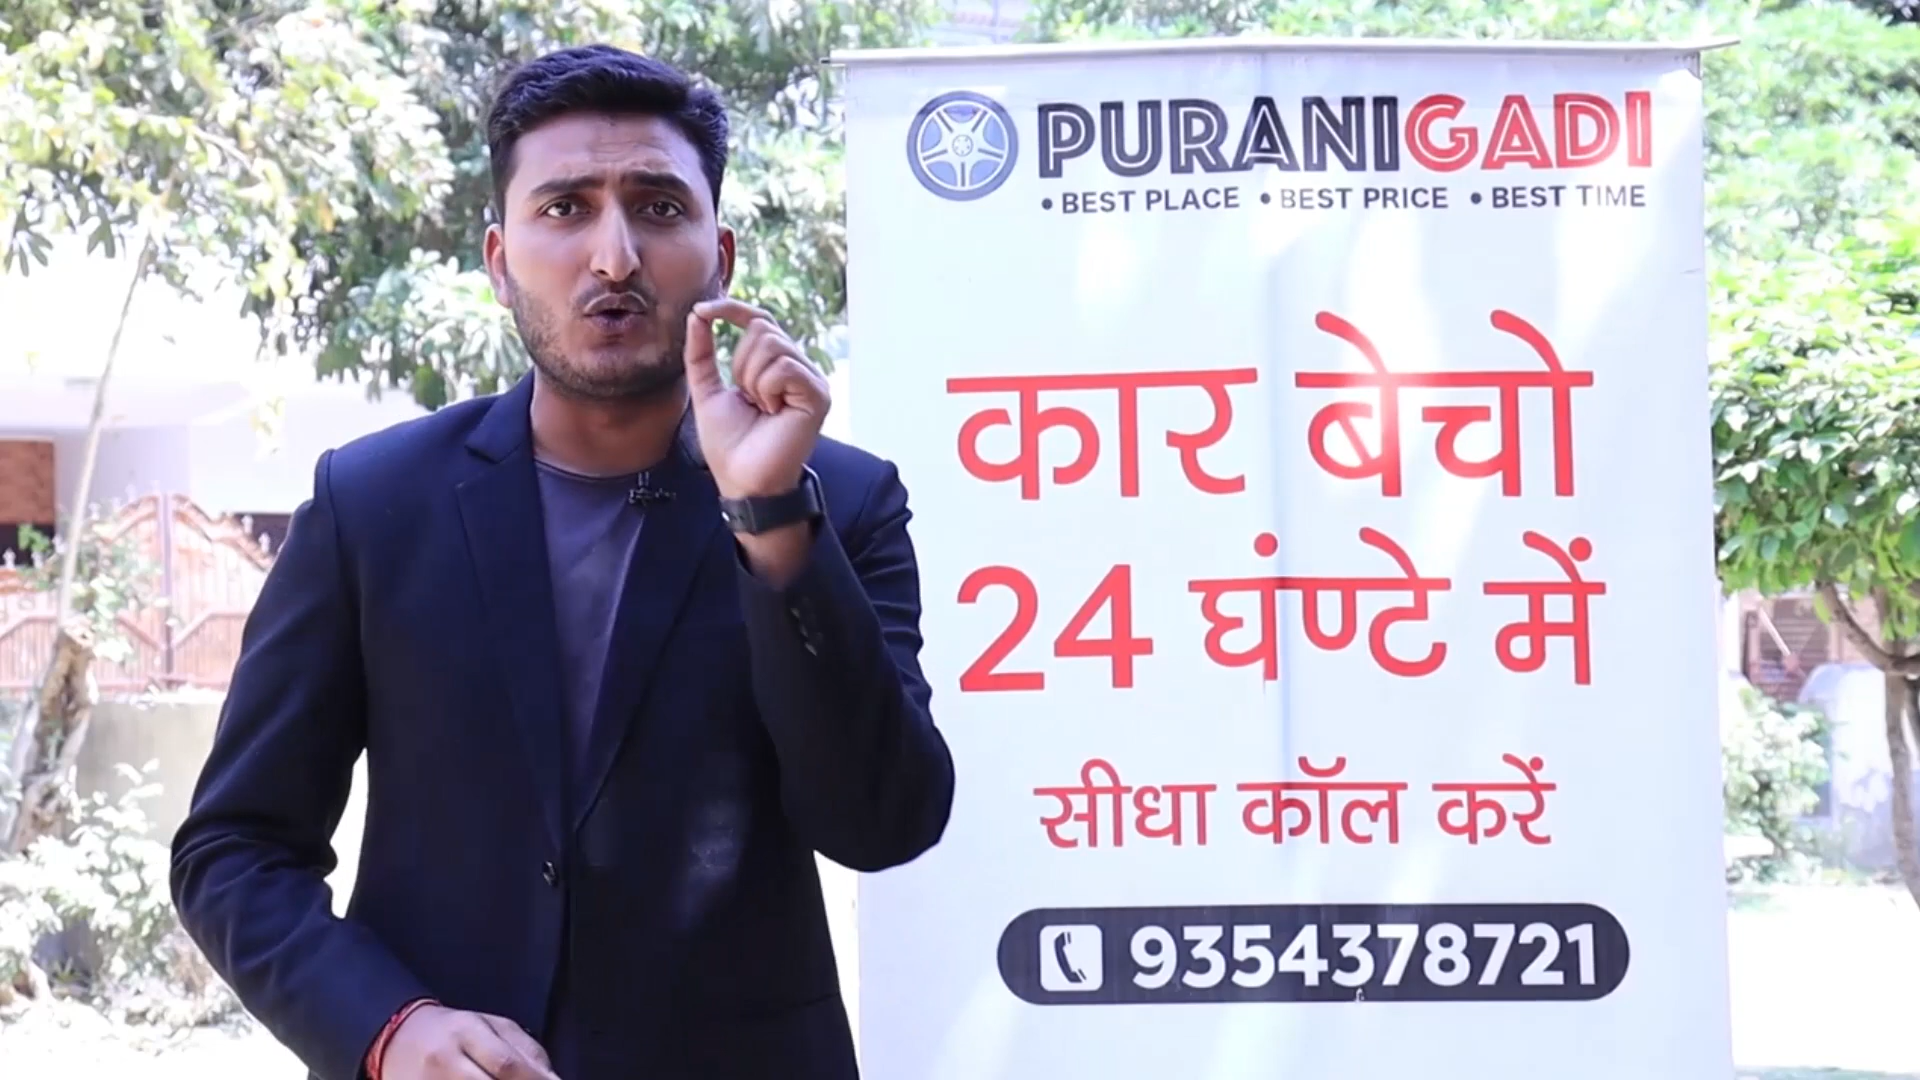 PURANIGADI
• BEST PLACE • BEST PRICE • BEST TIME
कार बेचो
24 घंण्टे में
सीधा कॉल करें
9354378721